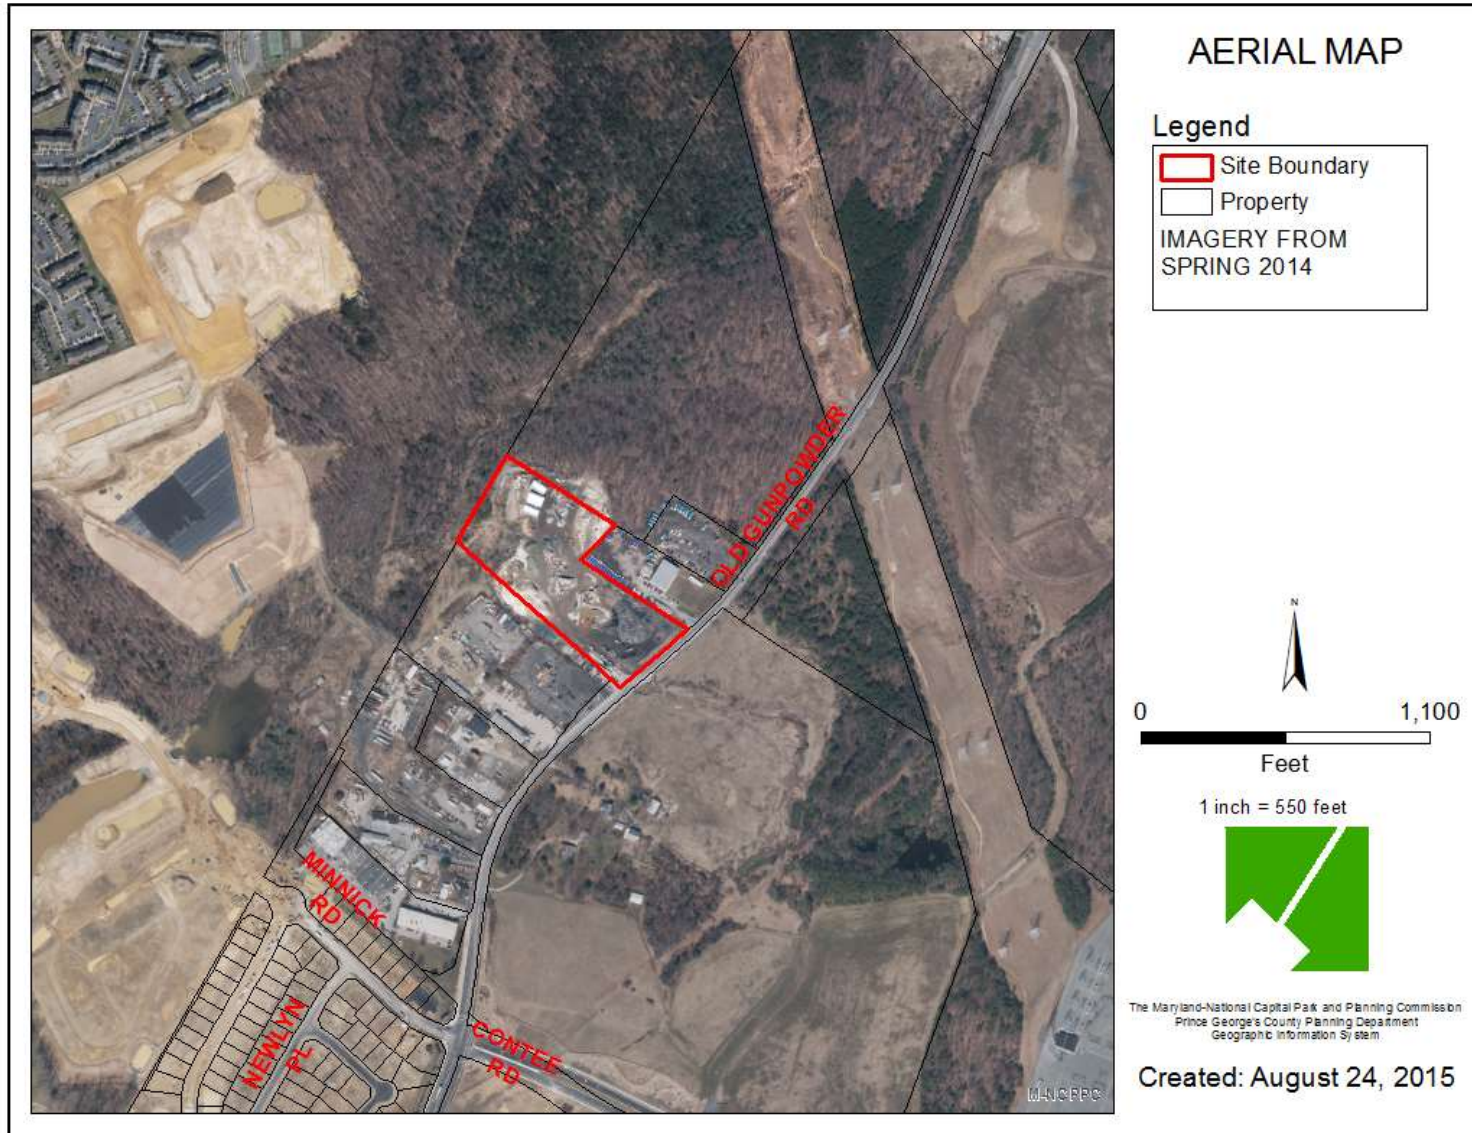 AERIAL MAP
Legend
Site Boundary
Property
IMAGERY FROM
SPRING 2014
OLD GUNPOWDER
RD
MINNICK
RD
NEWLYN
PL
CONTEE
RD
M-NCPPC
N
0 1,100
Feet
1 inch = 550 feet
The Maryland-National Capital Park and Planning Commission
Prince George's County Planning Department
Geographic Information System
Created: August 24, 2015